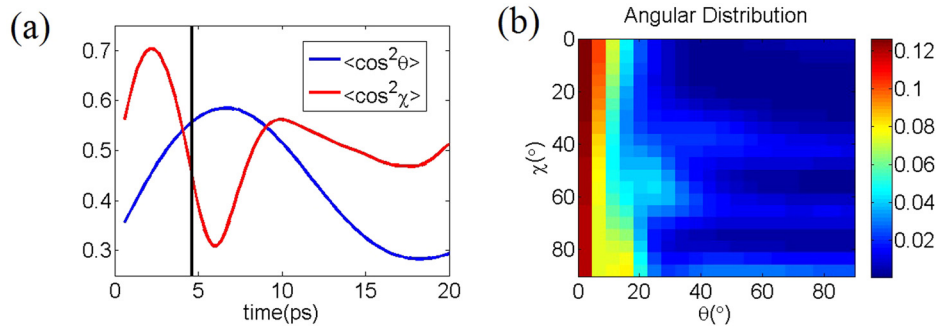 (a)
0.7
0.6
0.5
0.4
0.3
<cos²θ>
<cos²χ>
0 5 10 15 20
time(ps)
(b)
Angular Distribution
0
20
40
60
80
χ(°)
0 20 40 60 80
θ(°)
0.12
0.1
0.08
0.06
0.04
0.02